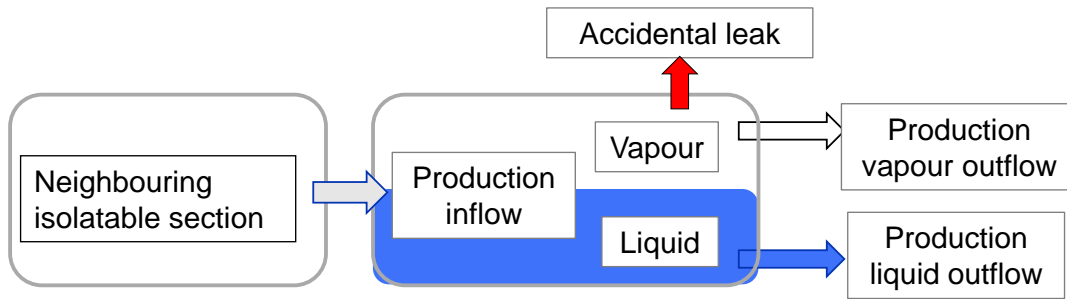 Accidental leak
Neighbouring
isolatable section
Production
inflow
Vapour
Liquid
Production
vapour outflow
Production
liquid outflow